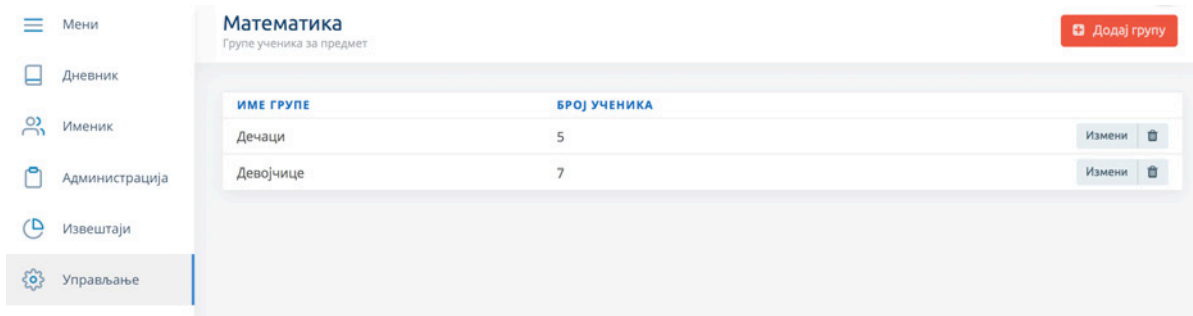 Мени
Дневник
Именик
Администрација
Извештаји
Управљање
Математика
Групе ученика за предмет
Додај групу
ИМЕ ГРУПЕ БРОЈ УЧЕНИКА
Дечаци 5 Измени
Девојчице 7 Измени